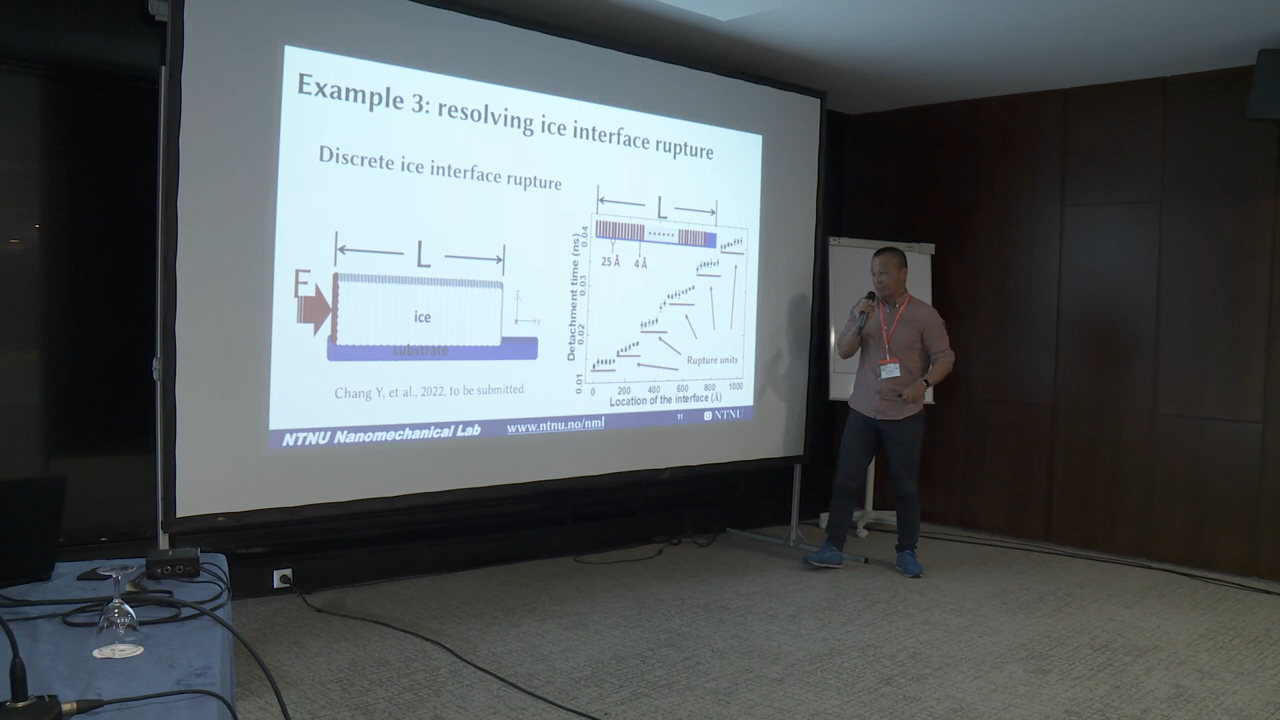 Example 3: resolving ice interface rupture
Discrete ice interface rupture
L
F
ice
substrate
Chang Y, et al., 2022, to be submitted.
L
25 Å
4 Å
Detachment time (ns)
0.04
0.03
0.02
0.01
Rupture units
0 200 400 600 800 1000
Location of the interface (Å)
NTNU Nanomechanical Lab
www.ntnu.no/nml
11
NTNU